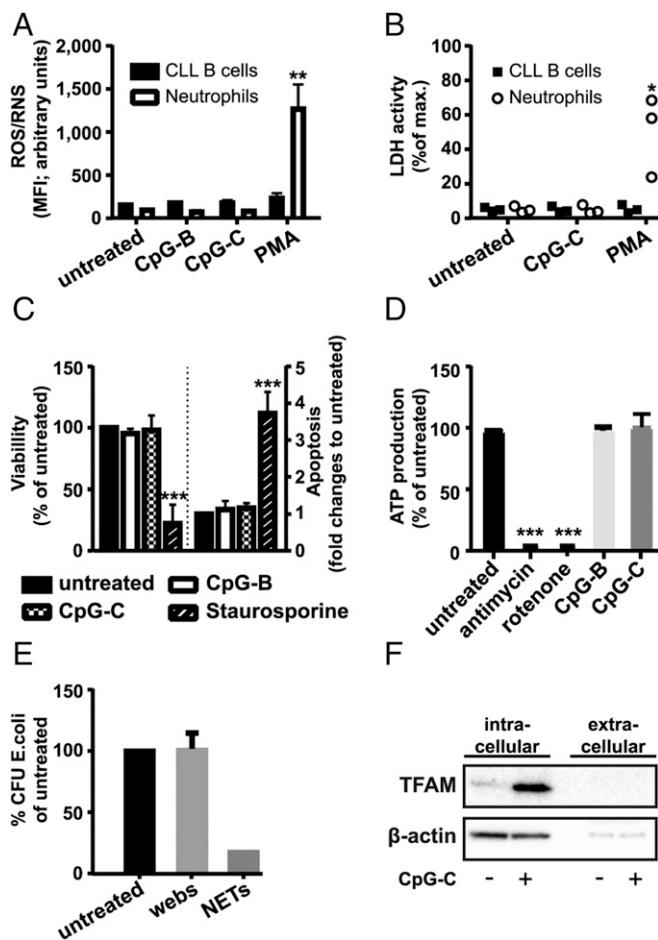 A
ROS/RNS
(MFI; arbitrary units)
2,000
1,500
1,000
500
0
CLL B cells
Neutrophils
**
untreated
CpG-B
CpG-C
PMA
B
LDH activty
(%of max.)
100
80
60
40
20
0
CLL B cells
Neutrophils
*
untreated
CpG-C
PMA
C
Viabillity
(% of untreated)
150
100
50
0
***
***
5
4
3
2
1
0
Apoptosis
(fold changes to untreated)
untreated
CpG-B
CpG-C
Staurosporine
D
ATP production
(% of untreated)
150
100
50
0
***
***
untreated
antimycin
rotenone
CpG-B
CpG-C
E
% CFU E.coli
of untreated
150
100
50
0
untreated
webs
NETs
F
intra-
cellular
extra-
cellular
TFAM
β-actin
CpG-C - + - +